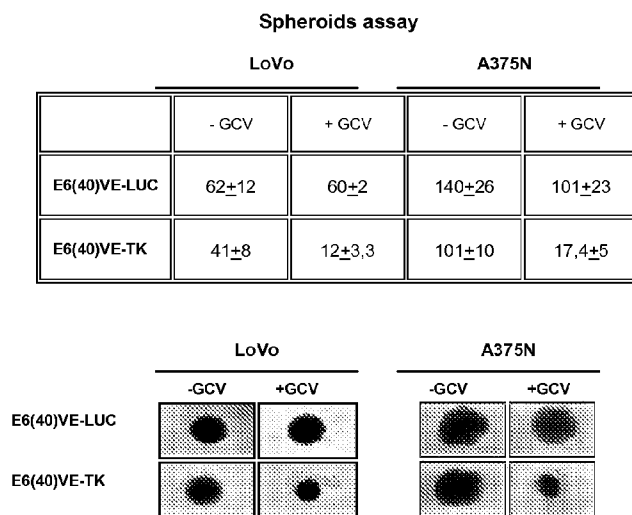 Spheroids assay
LoVo A375N
- GCV + GCV - GCV + GCV
E6(40)VE-LUC 62±12 60±2 140±26 101±23
E6(40)VE-TK 41±8 12±3,3 101±10 17,4±5
LoVo A375N
-GCV +GCV -GCV +GCV
E6(40)VE-LUC
E6(40)VE-TK